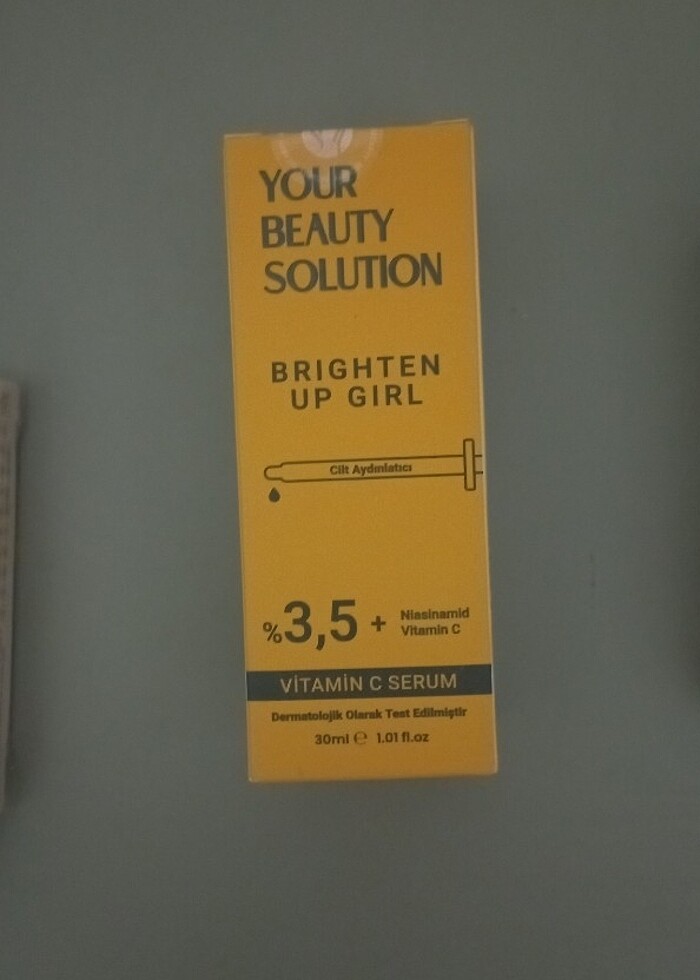 YOUR
BEAUTY
SOLUTION
BRIGHTEN
UP GIRL
Cilt Aydınlatıcı
%3,5 + Niasinamid
Vitamin C
VİTAMİN C SERUM
Dermatolojik Olarak Test Edilmiştir
30ml ℮ 1.01 fl.oz